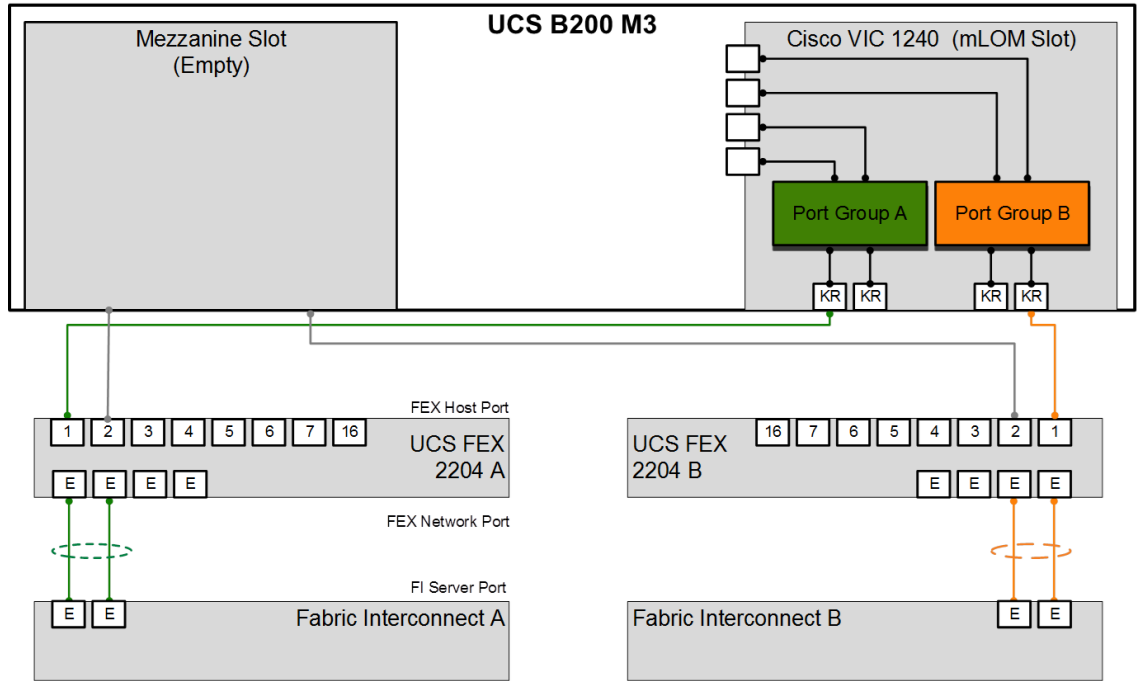 UCS B200 M3
Mezzanine Slot
(Empty)
Cisco VIC 1240 (mLOM Slot)
Port Group A
Port Group B
KR KR KR KR
FEX Host Port
1 2 3 4 5 6 7 16
UCS FEX
2204 A
E E E E
UCS FEX
2204 B
16 7 6 5 4 3 2 1
E E E E
FEX Network Port
FI Server Port
E E
Fabric Interconnect A
Fabric Interconnect B
E E